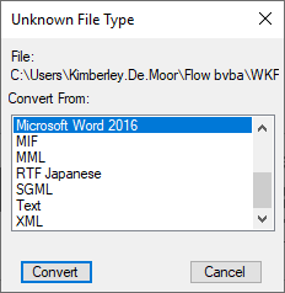 Unknown File Type
File:
C:\Users\Kimberley.De.Moor\Flow bvba\WKF
Convert From:
Microsoft Word 2016
MIF
MML
RTF Japanese
SGML
Text
XML
Convert
Cancel